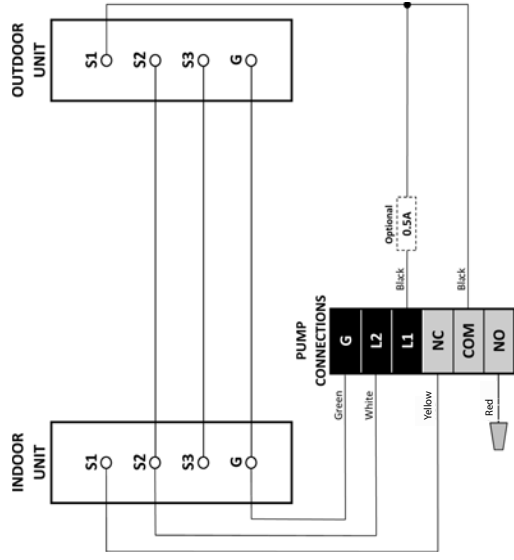 OUTDOOR
UNIT
S1
S2
S3
G
Optional
0.5A
Black
Black
PUMP
CONNECTIONS
G
L2
L1
NC
COM
NO
Green
White
Yellow
Red
INDOOR
UNIT
S1
S2
S3
G